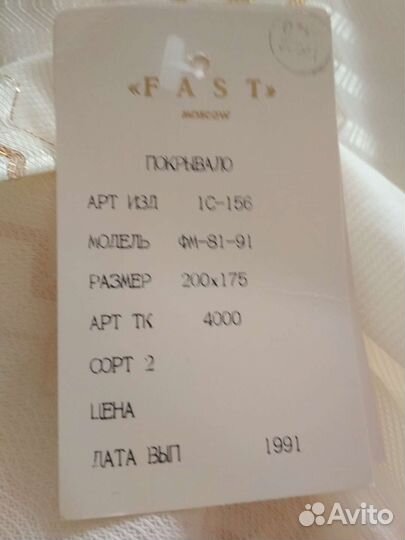 «FAST»
MOSCOW
ПОКРЫВАЛО
АРТ ИЗД 1С-156
МОДЕЛЬ ФМ-81-91
РАЗМЕР 200х175
АРТ ТК 4000
СОРТ 2
ЦЕНА
ДАТА ВЫП 1991
Avito